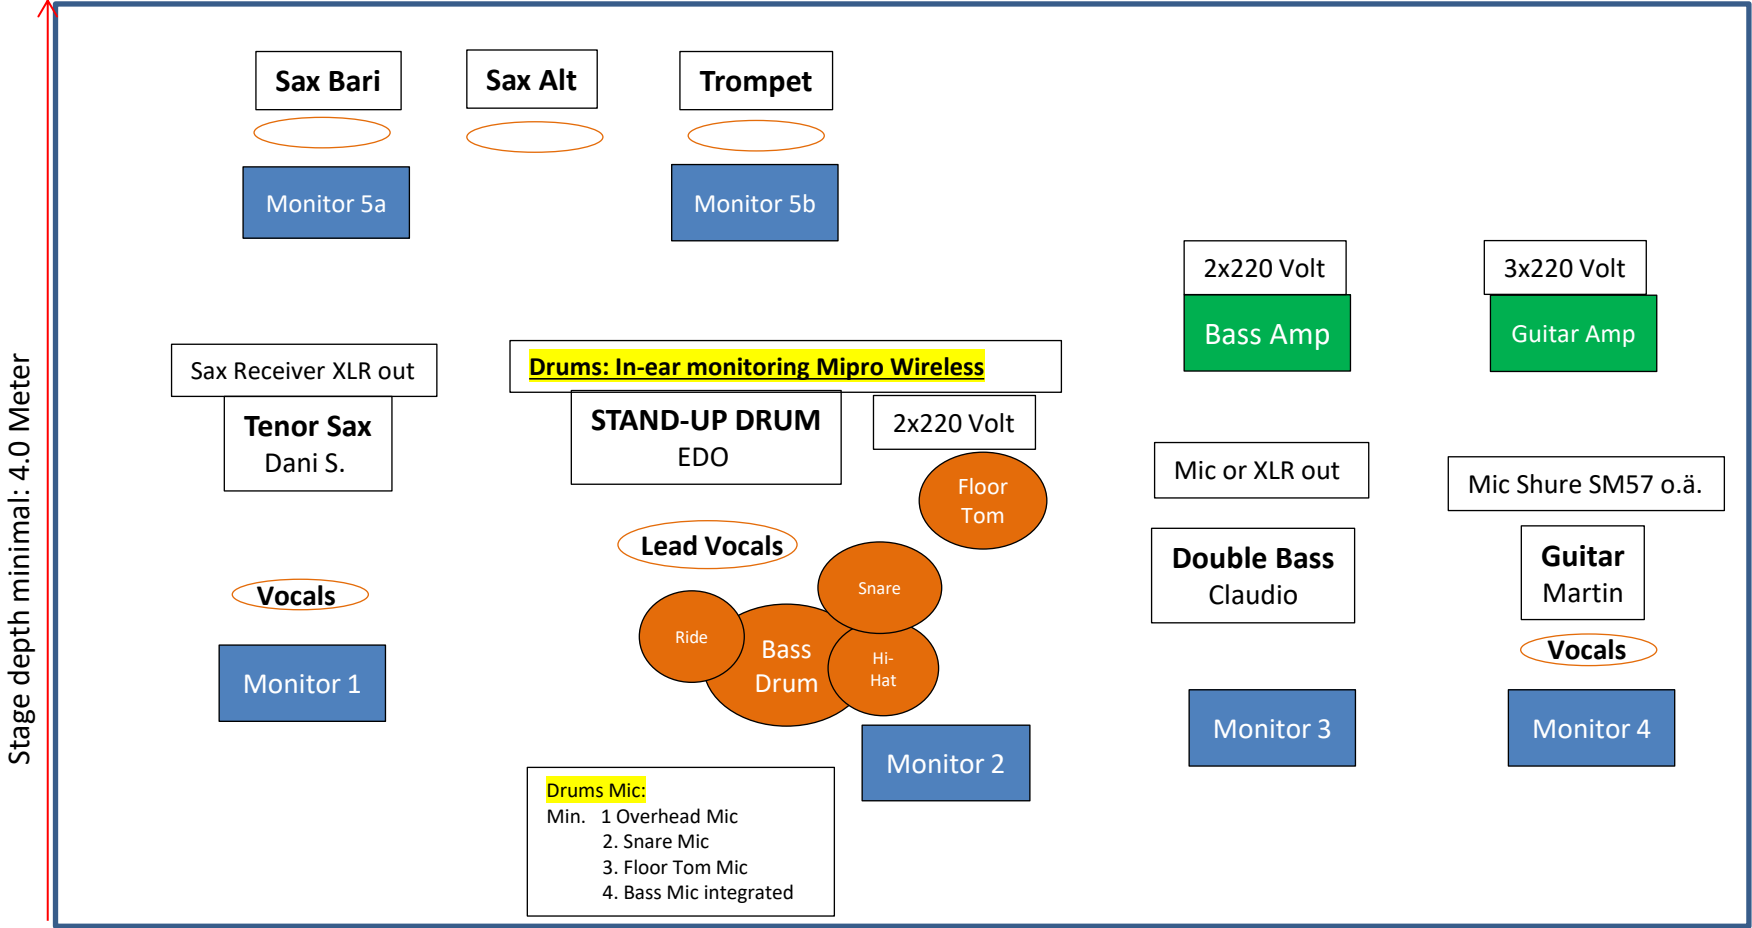 Stage depth minimal: 4.0 Meter
Sax Bari
Sax Alt
Trompet
Monitor 5a
Monitor 5b
2x220 Volt
3x220 Volt
Bass Amp
Guitar Amp
Sax Receiver XLR out
Tenor Sax
Dani S.
Drums: In-ear monitoring Mipro Wireless
STAND-UP DRUM
EDO
2x220 Volt
Floor
Tom
Mic or XLR out
Mic Shure SM57 o.ä.
Lead Vocals
Snare
Double Bass
Claudio
Guitar
Martin
Vocals
Ride
Bass
Drum
Hi-
Hat
Vocals
Monitor 1
Monitor 2
Monitor 3
Monitor 4
Drums Mic:
Min. 1 Overhead Mic
2. Snare Mic
3. Floor Tom Mic
4. Bass Mic integrated